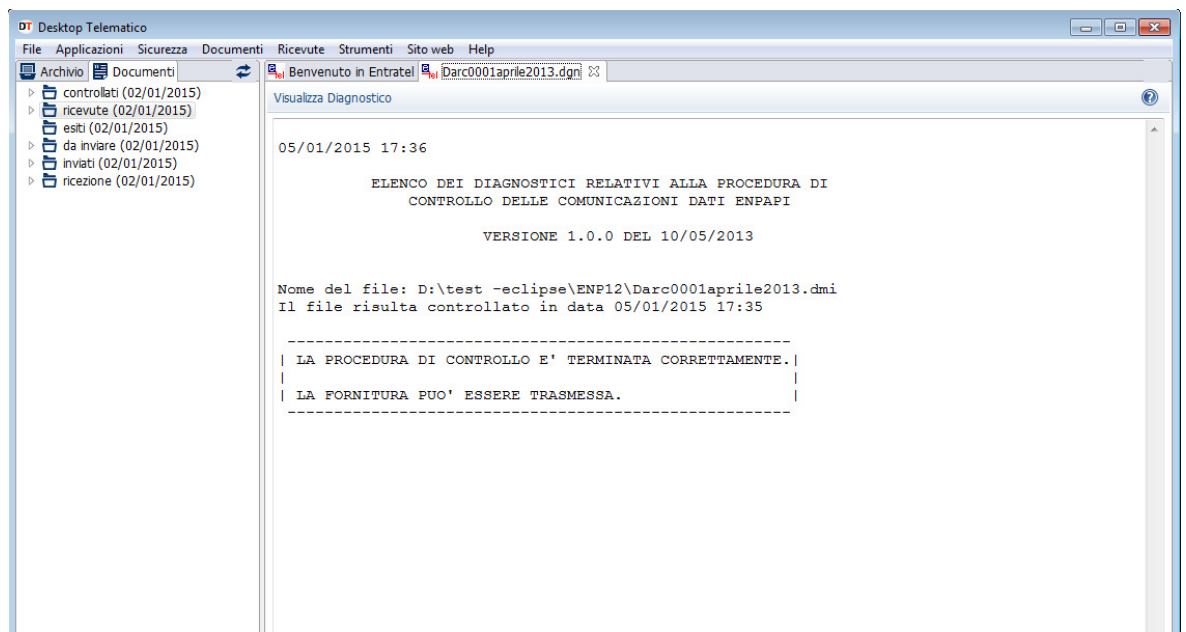 DT Desktop Telematico
File Applicazioni Sicurezza Documenti Ricevute Strumenti Sito web Help
Archivio Documenti
Benvenuto in Entratel Darc0001aprile2013.dgn
controllati (02/01/2015)
ricevute (02/01/2015)
esiti (02/01/2015)
da inviare (02/01/2015)
inviati (02/01/2015)
ricezione (02/01/2015)
Visualizza Diagnostico
05/01/2015 17:36
ELENCO DEI DIAGNOSTICI RELATIVI ALLA PROCEDURA DI
CONTROLLO DELLE COMUNICAZIONI DATI ENPAPI
VERSIONE 1.0.0 DEL 10/05/2013
Nome del file: D:\test -eclipse\ENP12\Darc0001aprile2013.dmi
Il file risulta controllato in data 05/01/2015 17:35
------------------------------------------------------
| LA PROCEDURA DI CONTROLLO E' TERMINATA CORRETTAMENTE.|
| |
| LA FORNITURA PUO' ESSERE TRASMESSA. |
------------------------------------------------------